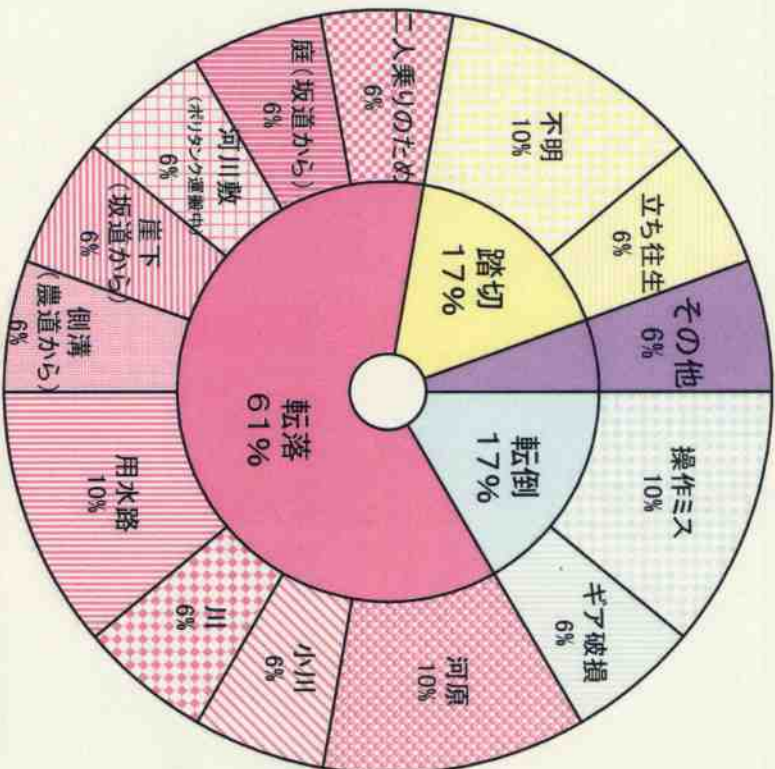 転倒
17%
操作ミス
10%
ギア破損
6%
転落
61%
河原
10%
小川
6%
川
6%
用水路
10%
側溝
(農道から)
6%
崖下
(坂道から)
6%
河川敷
(ポリタンク運搬中)
6%
庭(坂道から)
6%
二人乗りのため
6%
踏切
17%
不明
10%
立ち往生
6%
その他
6%